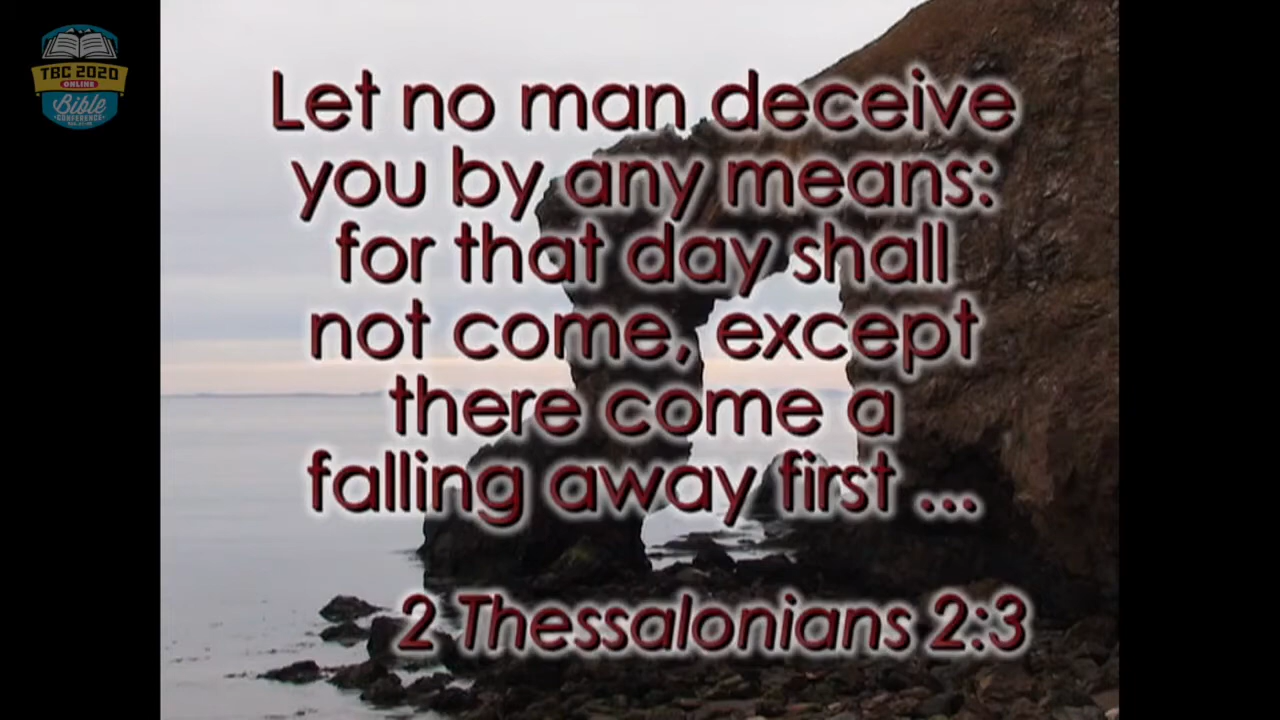 TBC 2020
ONLINE
Bible
CONFERENCE
Let no man deceive
you by any means:
for that day shall
not come, except
there come a
falling away first ...
2 Thessalonians 2:3